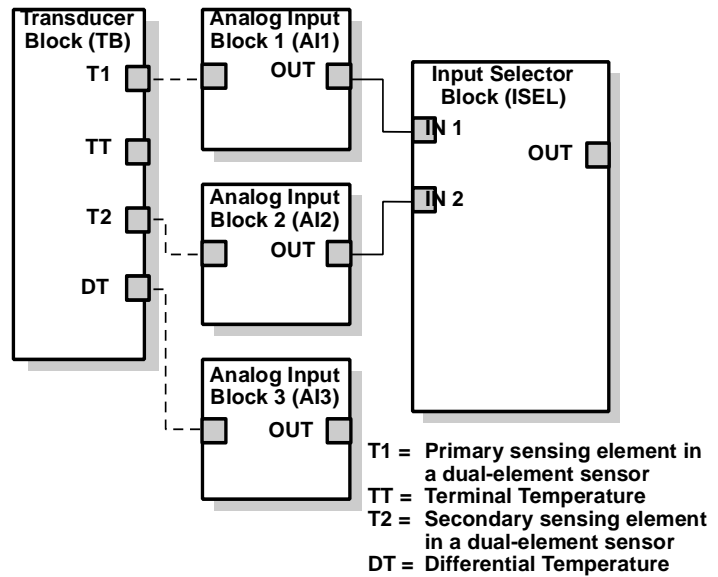 Transducer
Block (TB)
T1
TT
T2
DT
Analog Input
Block 1 (AI1)
OUT
Analog Input
Block 2 (AI2)
OUT
Analog Input
Block 3 (AI3)
OUT
Input Selector
Block (ISEL)
IN 1
OUT
IN 2
T1 = Primary sensing element in
a dual-element sensor
TT = Terminal Temperature
T2 = Secondary sensing element
in a dual-element sensor
DT = Differential Temperature